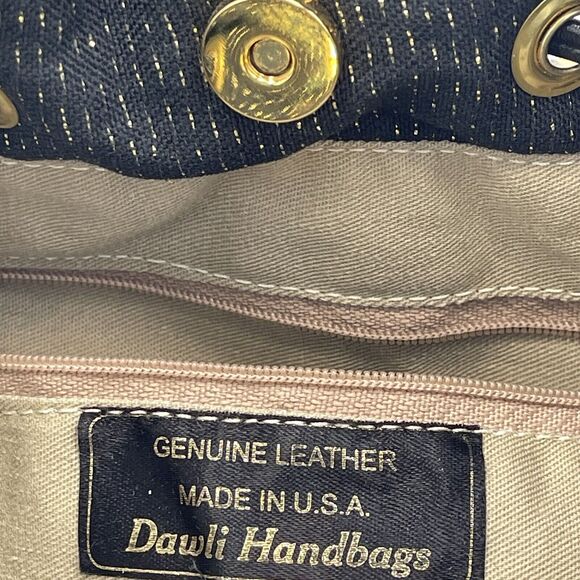 GENUINE LEATHER
MADE IN U.S.A.
Dawli Handbags